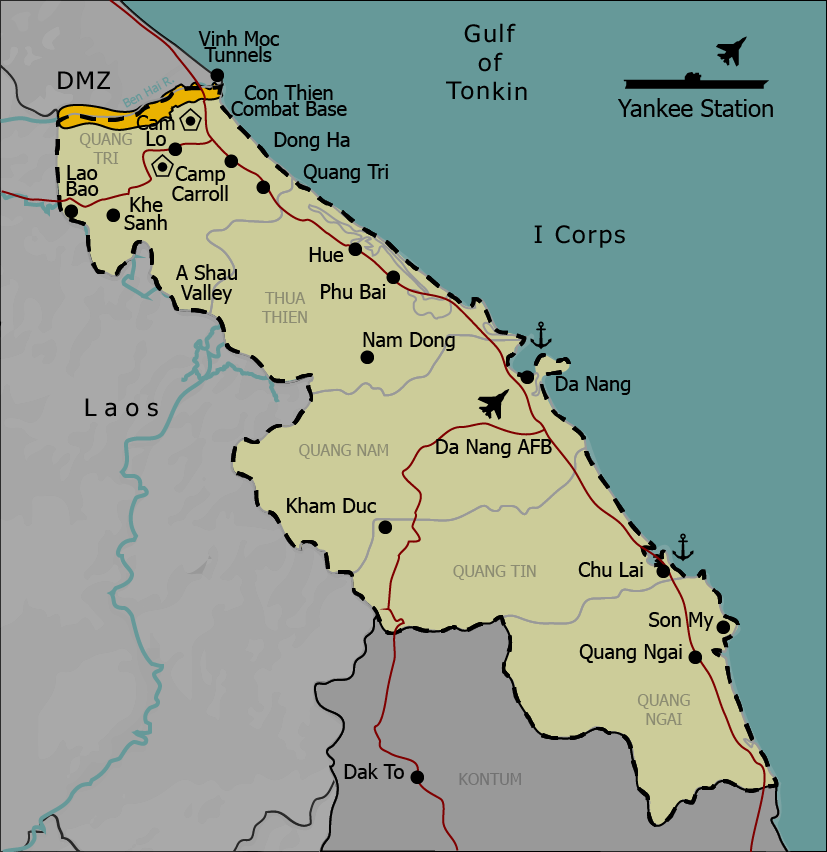 Gulf
of
Tonkin
Yankee Station
Vinh Moc
Tunnels
DMZ
Ben Hai R.
Con Thien
Combat Base
Cam
Lo
QUANG
TRI
Dong Ha
Quang Tri
Lao
Bao
Camp
Carroll
Khe
Sanh
I Corps
Hue
A Shau
Valley
Phu Bai
THUA
THIEN
Nam Dong
Da Nang
Laos
QUANG NAM
Da Nang AFB
Kham Duc
QUANG TIN
Chu Lai
Son My
Quang Ngai
QUANG
NGAI
Dak To
KONTUM